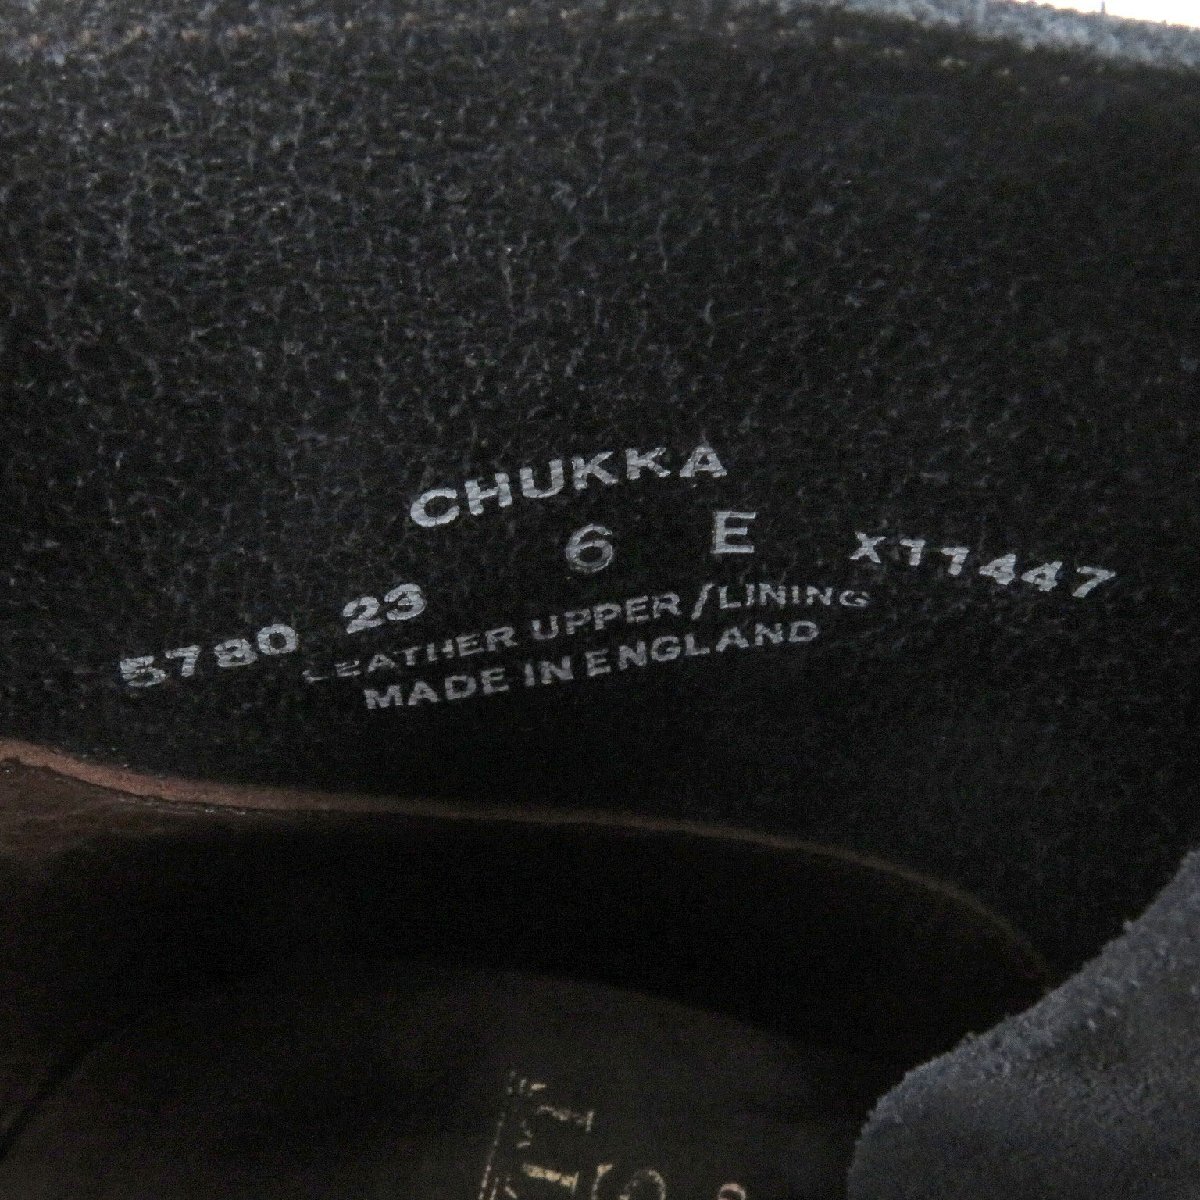 CHUKKA
6 E
5780 23 X11447
LEATHER UPPER/LINING
MADE IN ENGLAND